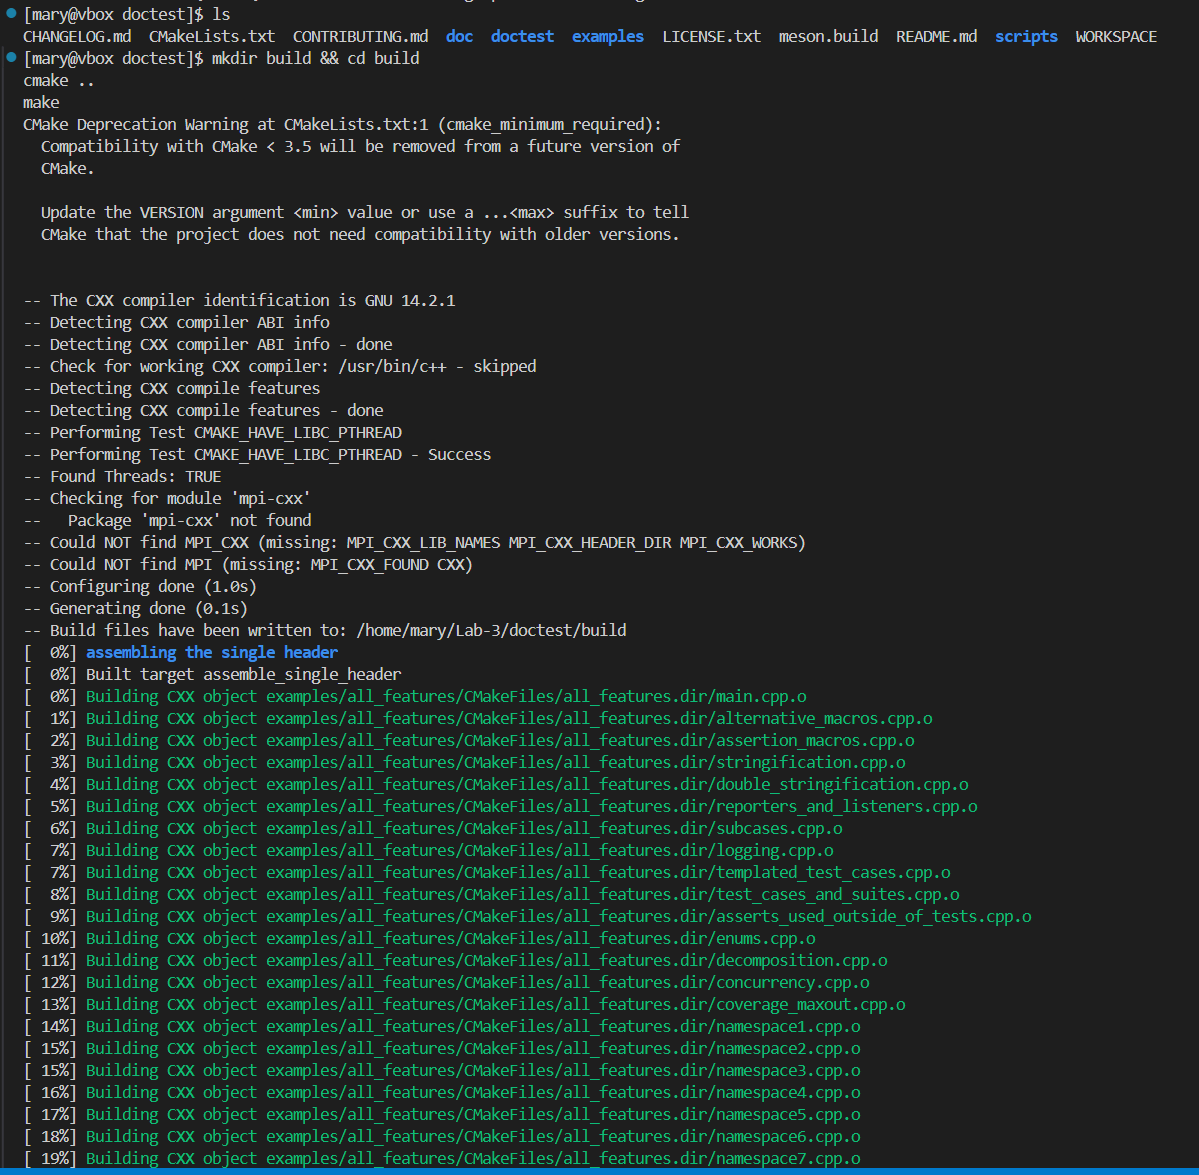 [mary@vbox doctest]$ ls
CHANGELOG.md  CMakeLists.txt  CONTRIBUTING.md  doc  doctest  examples  LICENSE.txt  meson.build  README.md  scripts  WORKSPACE
[mary@vbox doctest]$ mkdir build && cd build
cmake ..
make
CMake Deprecation Warning at CMakeLists.txt:1 (cmake_minimum_required):
  Compatibility with CMake < 3.5 will be removed from a future version of
  CMake.

  Update the VERSION argument <min> value or use a ...<max> suffix to tell
  CMake that the project does not need compatibility with older versions.


-- The CXX compiler identification is GNU 14.2.1
-- Detecting CXX compiler ABI info
-- Detecting CXX compiler ABI info - done
-- Check for working CXX compiler: /usr/bin/c++ - skipped
-- Detecting CXX compile features
-- Detecting CXX compile features - done
-- Performing Test CMAKE_HAVE_LIBC_PTHREAD
-- Performing Test CMAKE_HAVE_LIBC_PTHREAD - Success
-- Found Threads: TRUE
-- Checking for module 'mpi-cxx'
--   Package 'mpi-cxx' not found
-- Could NOT find MPI_CXX (missing: MPI_CXX_LIB_NAMES MPI_CXX_HEADER_DIR MPI_CXX_WORKS)
-- Could NOT find MPI (missing: MPI_CXX_FOUND CXX)
-- Configuring done (1.0s)
-- Generating done (0.1s)
-- Build files have been written to: /home/mary/Lab-3/doctest/build
[  0%] assembling the single header
[  0%] Built target assemble_single_header
[  0%] Building CXX object examples/all_features/CMakeFiles/all_features.dir/main.cpp.o
[  1%] Building CXX object examples/all_features/CMakeFiles/all_features.dir/alternative_macros.cpp.o
[  2%] Building CXX object examples/all_features/CMakeFiles/all_features.dir/assertion_macros.cpp.o
[  3%] Building CXX object examples/all_features/CMakeFiles/all_features.dir/stringification.cpp.o
[  4%] Building CXX object examples/all_features/CMakeFiles/all_features.dir/double_stringification.cpp.o
[  5%] Building CXX object examples/all_features/CMakeFiles/all_features.dir/reporters_and_listeners.cpp.o
[  6%] Building CXX object examples/all_features/CMakeFiles/all_features.dir/subcases.cpp.o
[  7%] Building CXX object examples/all_features/CMakeFiles/all_features.dir/logging.cpp.o
[  7%] Building CXX object examples/all_features/CMakeFiles/all_features.dir/templated_test_cases.cpp.o
[  8%] Building CXX object examples/all_features/CMakeFiles/all_features.dir/test_cases_and_suites.cpp.o
[  9%] Building CXX object examples/all_features/CMakeFiles/all_features.dir/asserts_used_outside_of_tests.cpp.o
[ 10%] Building CXX object examples/all_features/CMakeFiles/all_features.dir/enums.cpp.o
[ 11%] Building CXX object examples/all_features/CMakeFiles/all_features.dir/decomposition.cpp.o
[ 12%] Building CXX object examples/all_features/CMakeFiles/all_features.dir/concurrency.cpp.o
[ 13%] Building CXX object examples/all_features/CMakeFiles/all_features.dir/coverage_maxout.cpp.o
[ 14%] Building CXX object examples/all_features/CMakeFiles/all_features.dir/namespace1.cpp.o
[ 15%] Building CXX object examples/all_features/CMakeFiles/all_features.dir/namespace2.cpp.o
[ 15%] Building CXX object examples/all_features/CMakeFiles/all_features.dir/namespace3.cpp.o
[ 16%] Building CXX object examples/all_features/CMakeFiles/all_features.dir/namespace4.cpp.o
[ 17%] Building CXX object examples/all_features/CMakeFiles/all_features.dir/namespace5.cpp.o
[ 18%] Building CXX object examples/all_features/CMakeFiles/all_features.dir/namespace6.cpp.o
[ 19%] Building CXX object examples/all_features/CMakeFiles/all_features.dir/namespace7.cpp.o